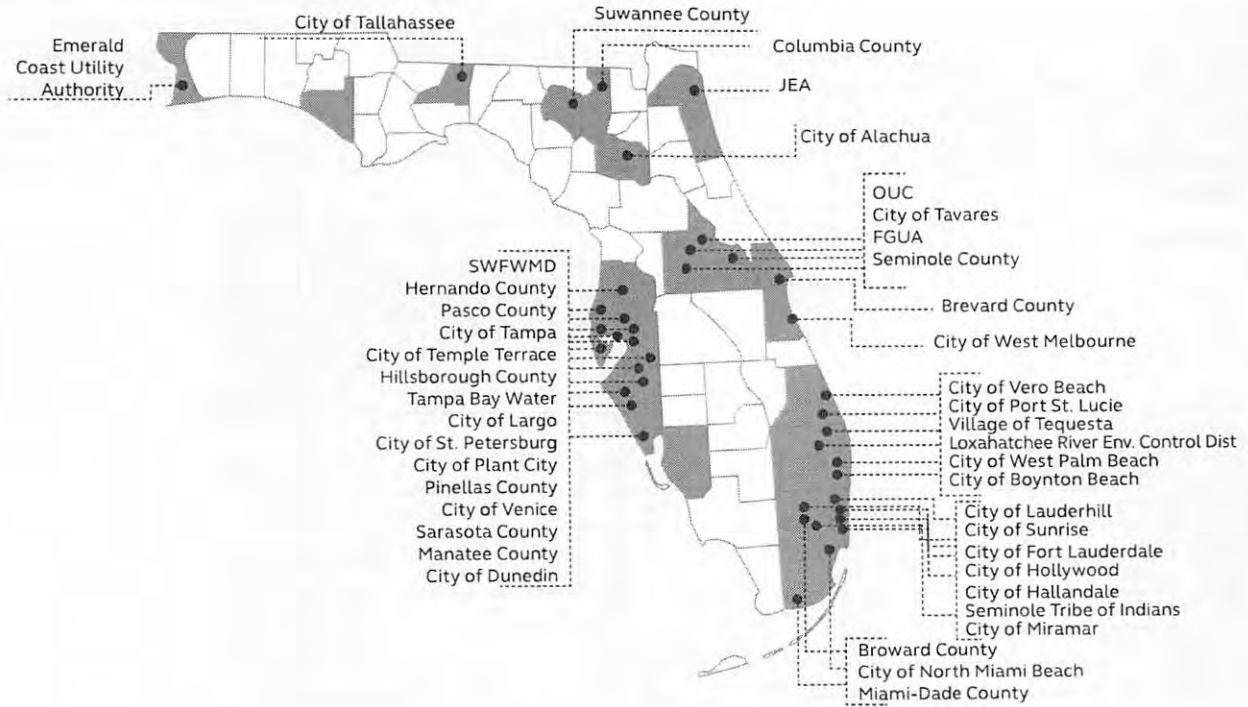 City of Tallahassee
Suwannee County
Emerald
Coast Utility
Authority
Columbia County
JEA
City of Alachua
OUC
City of Tavares
FGUA
Seminole County
Brevard County
City of West Melbourne
SWFWMD
Hernando County
Pasco County
City of Tampa
City of Temple Terrace
Hillsborough County
Tampa Bay Water
City of Largo
City of St. Petersburg
City of Plant City
Pinellas County
City of Venice
Sarasota County
Manatee County
City of Dunedin
City of Vero Beach
City of Port St. Lucie
Village of Tequesta
Loxahatchee River Env. Control Dist
City of West Palm Beach
City of Boynton Beach
City of Lauderhill
City of Sunrise
City of Fort Lauderdale
City of Hollywood
City of Hallandale
Seminole Tribe of Indians
City of Miramar
Broward County
City of North Miami Beach
Miami-Dade County